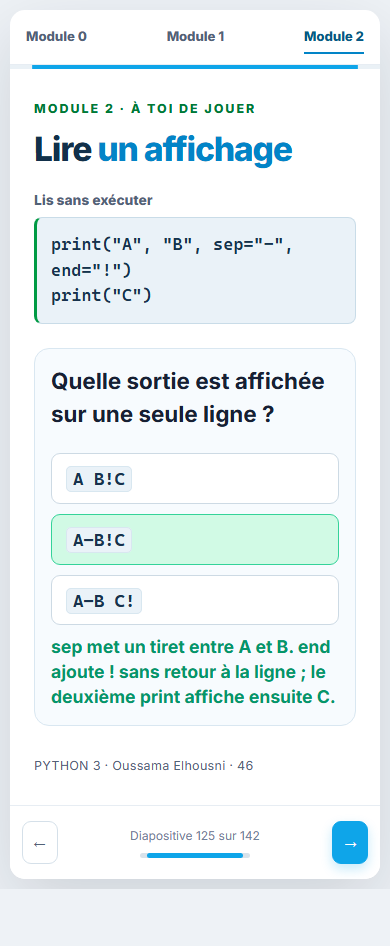 Module 0
Module 1
Module 2
MODULE 2 · À TOI DE JOUER
Lire un affichage
Lis sans exécuter
print("A", "B", sep="−",
end="!")
print("C")
Quelle sortie est affichée
sur une seule ligne ?
A B!C
A−B!C
A−B C!
sep met un tiret entre A et B. end
ajoute ! sans retour à la ligne ; le
deuxième print affiche ensuite C.
PYTHON 3 · Oussama Elhousni · 46
←
Diapositive 125 sur 142
→